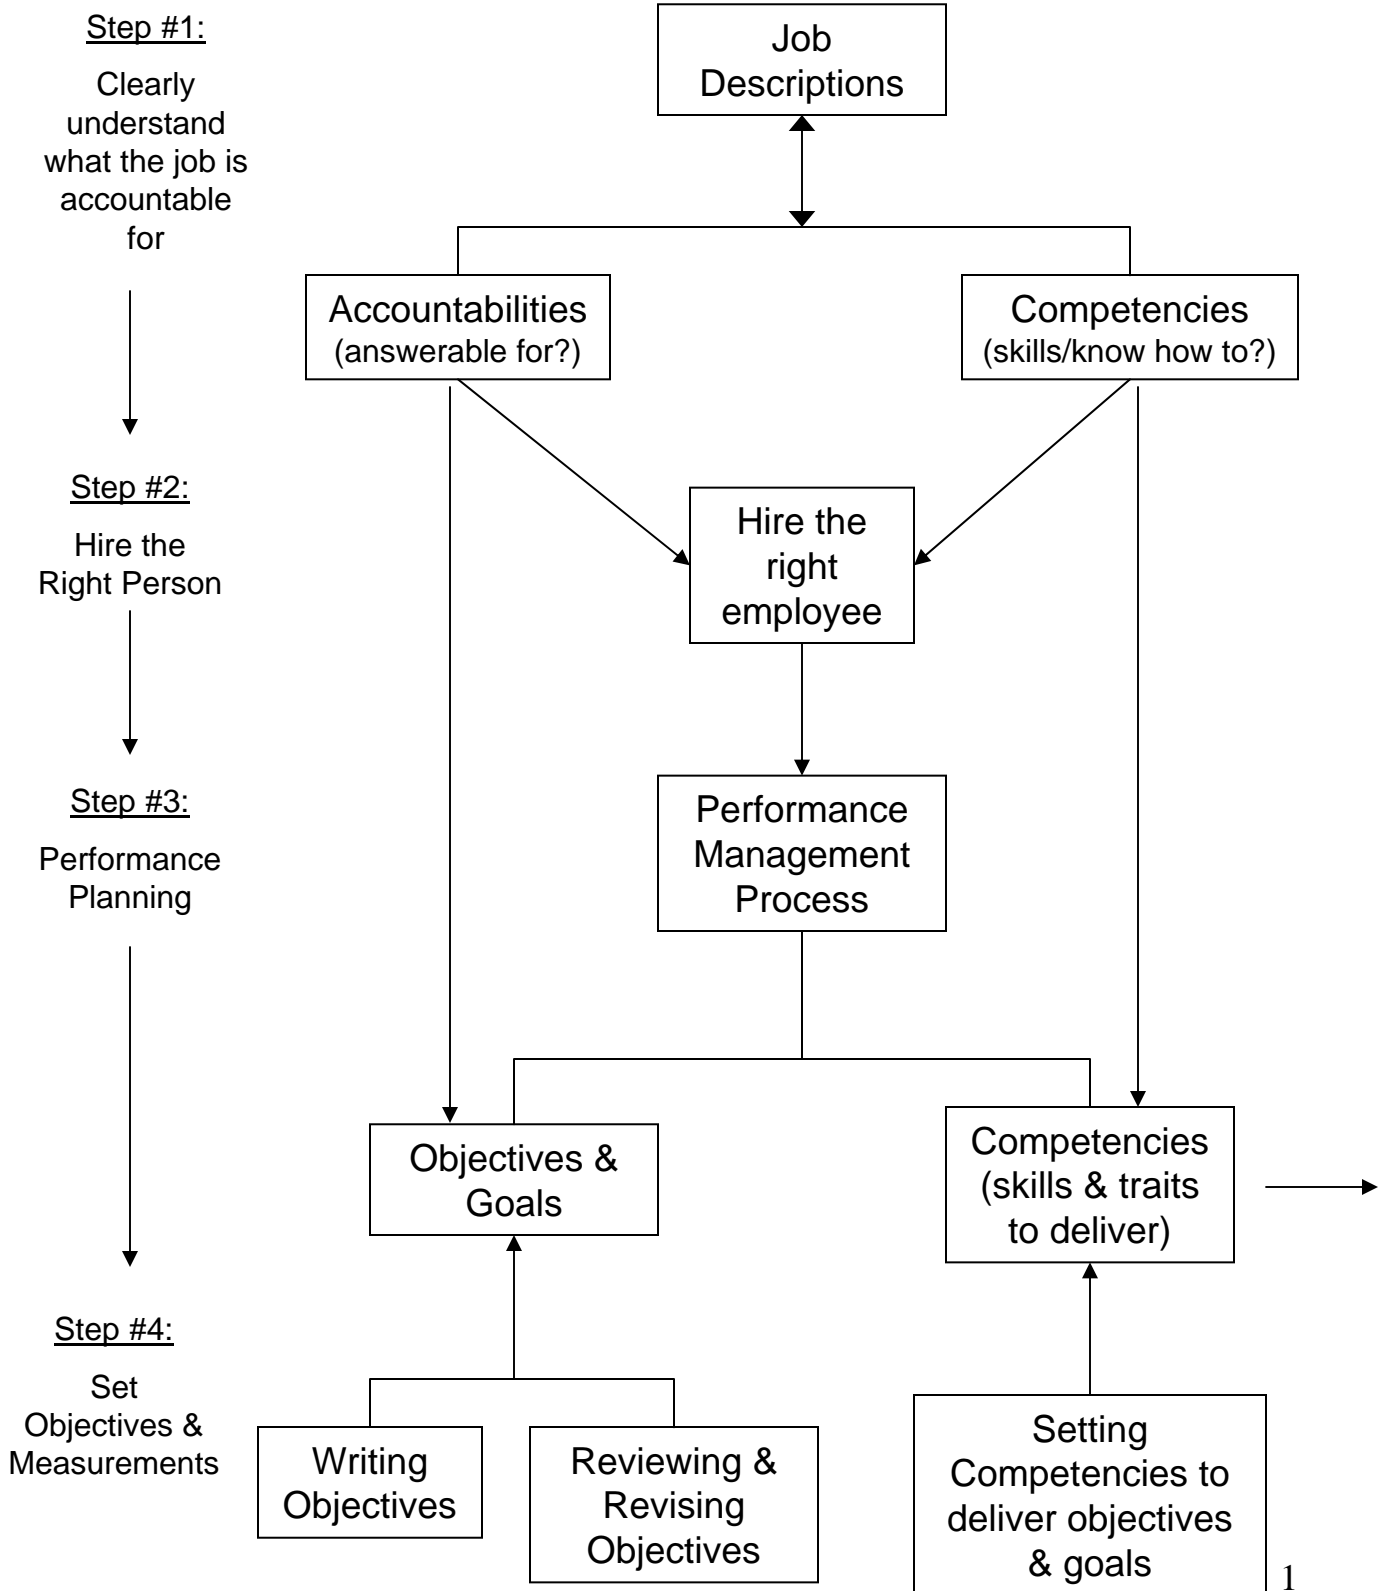 Step #1:
Clearly
understand
what the job is
accountable
for
Job
Descriptions
Accountabilities
(answerable for?)
Competencies
(skills/know how to?)
Step #2:
Hire the
Right Person
Hire the
right
employee
Step #3:
Performance
Planning
Performance
Management
Process
Objectives &
Goals
Competencies
(skills & traits
to deliver)
Step #4:
Set
Objectives &
Measurements
Writing
Objectives
Reviewing &
Revising
Objectives
Setting
Competencies to
deliver objectives
& goals
1